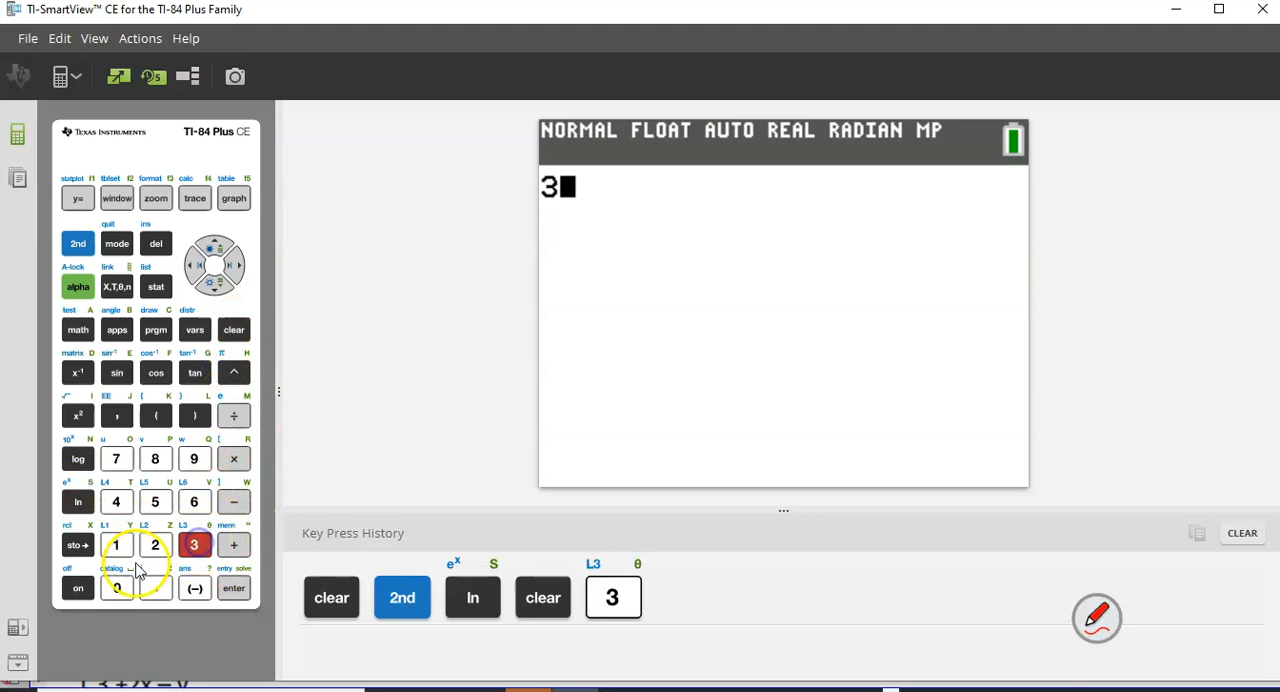 TI-SmartView™ CE for the TI-84 Plus Family
File Edit View Actions Help
TEXAS INSTRUMENTS TI-84 Plus CE
NORMAL FLOAT AUTO REAL RADIAN MP
3
statplot f1 tblset f2 format f3 calc f4 table f5
y= window zoom trace graph
quit ins
2nd mode del
A-lock link list
alpha X,T,θ,n stat
test A angle B draw C distr
math apps prgm vars clear
matrix D sin-1 E cos-1 F tan-1 G π H
x-1 sin cos tan ^
√ I EE J { K } L e M
x2 , ( ) ÷
10x N u O v P w Q [ R
log 7 8 9 ×
ex S L4 T L5 U L6 V ] W
ln 4 5 6 −
rcl X L1 Y L2 Z L3 θ mem "
sto→ 1 2 3 +
off catalog ans ? entry solve
on 0 (−) enter
Key Press History CLEAR
ex S L3 θ
clear 2nd ln clear 3